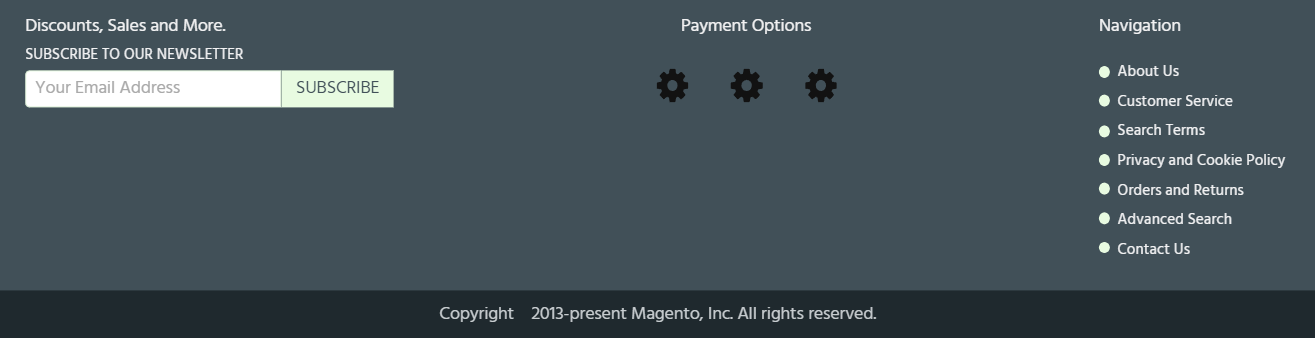 Discounts, Sales and More.
SUBSCRIBE TO OUR NEWSLETTER
Your Email Address
SUBSCRIBE
Payment Options
Navigation
About Us
Customer Service
Search Terms
Privacy and Cookie Policy
Orders and Returns
Advanced Search
Contact Us
Copyright 2013-present Magento, Inc. All rights reserved.